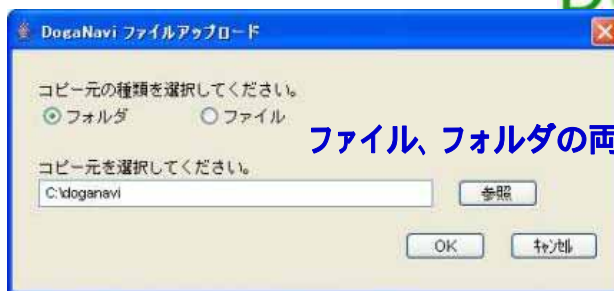 DogaNavi ファイルアップロード
コピー元の種類を選択してください。
フォルダ ファイル
ファイル、フォルダの両
コピー元を選択してください。
C:\doganavi 参照
OK キャンセル